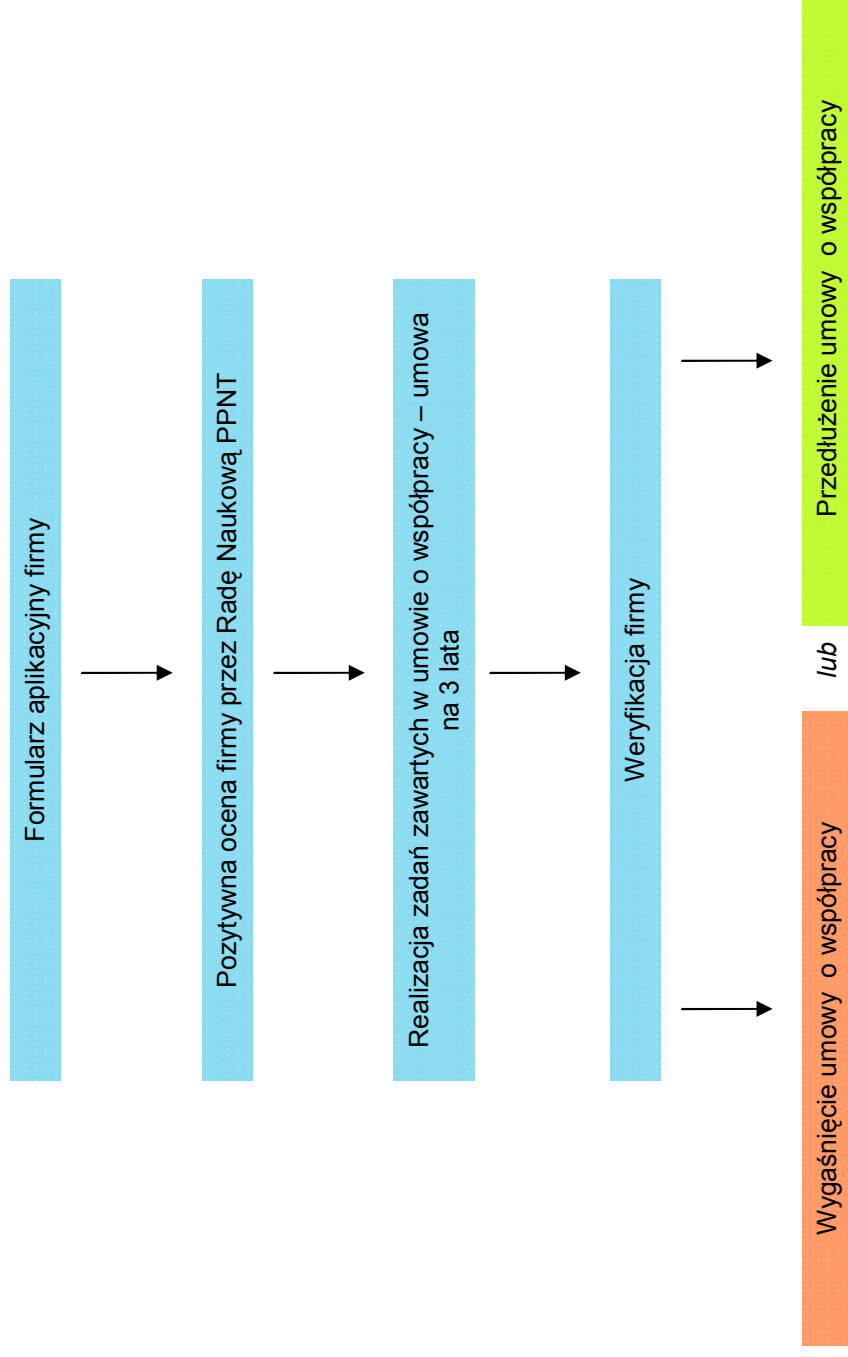 Formularz aplikacyjny firmy
Pozytywna ocena firmy przez Radę Naukową PPNT
Realizacja zadań zawartych w umowie o współpracy – umowa
na 3 lata
Weryfikacja firmy
Wygaśnięcie umowy o współpracy
lub
Przedłużenie umowy o współpracy